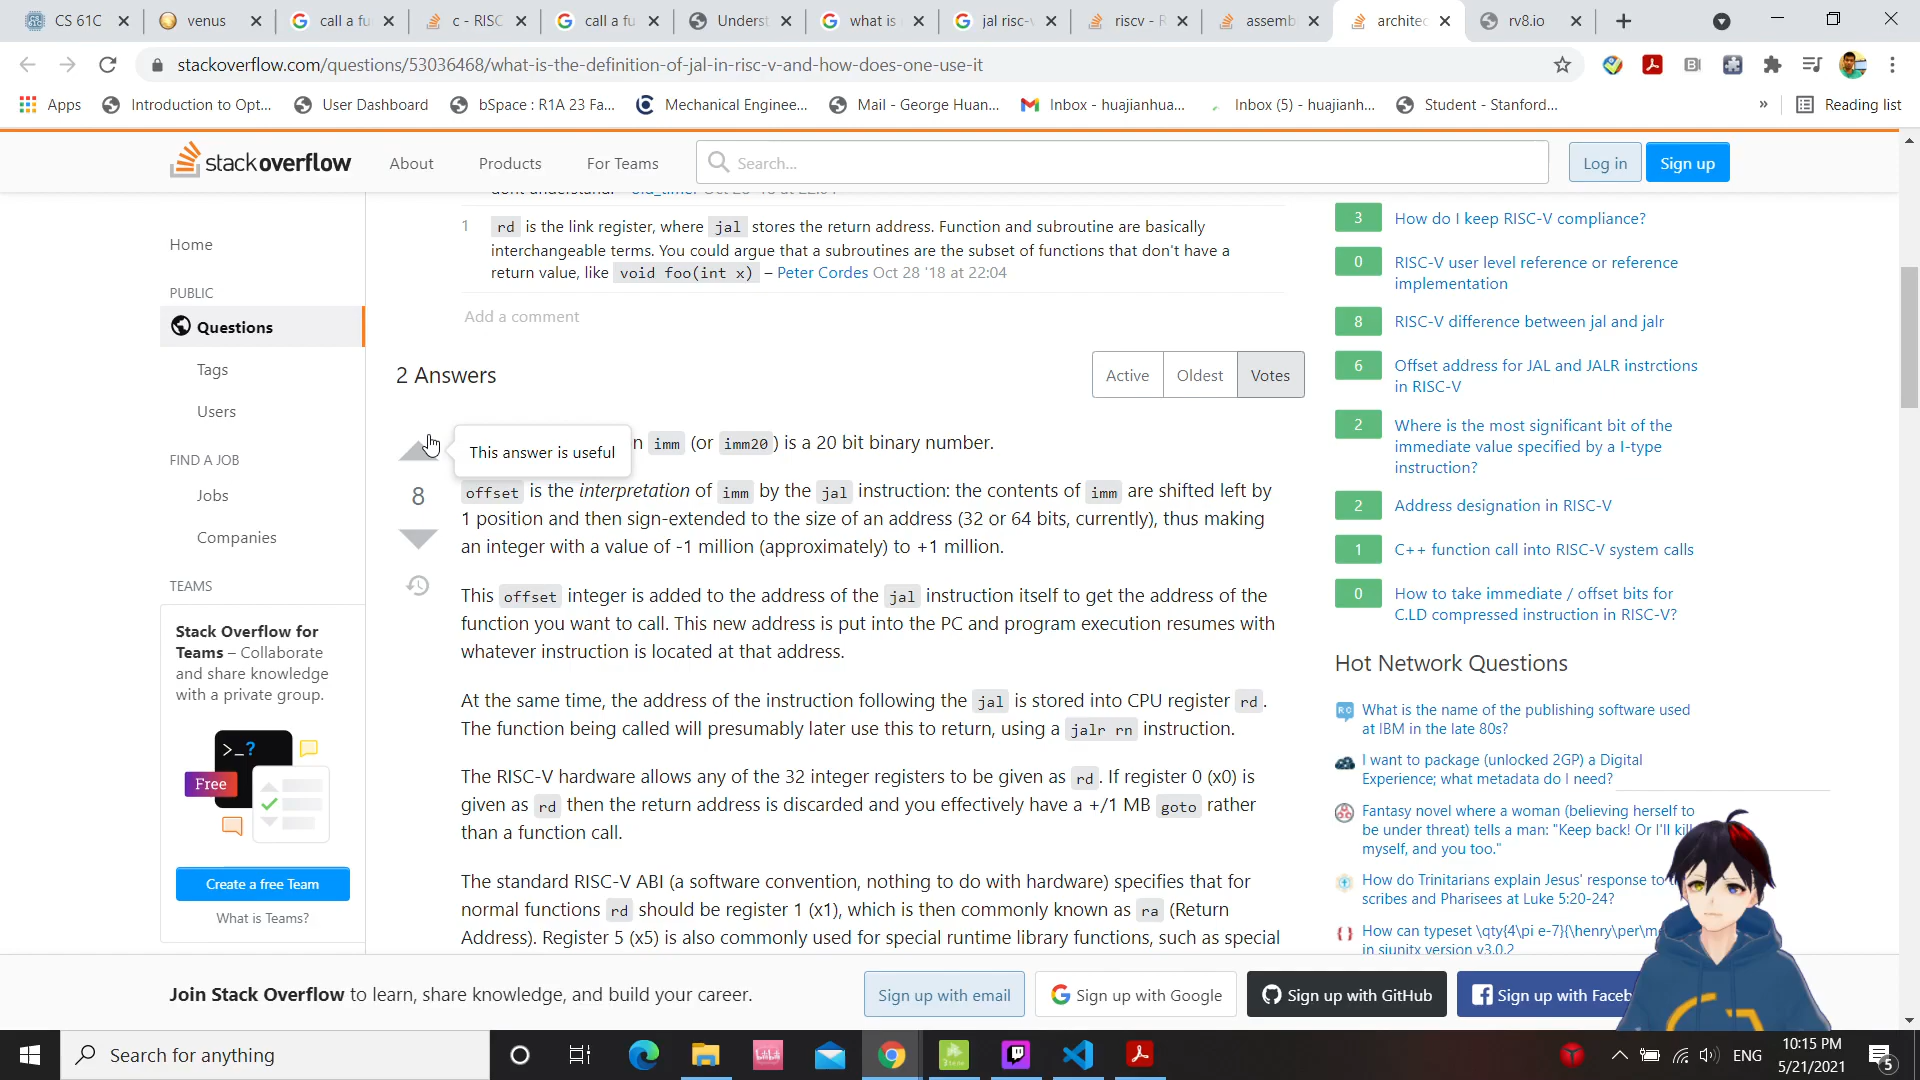 CS 61C
venus
call a fu
c - RISC
call a fu
Underst
what is
jal risc-v
riscv - R
assemb
architec
rv8.io
stackoverflow.com/questions/53036468/what-is-the-definition-of-jal-in-risc-v-and-how-does-one-use-it
Apps
Introduction to Opt...
User Dashboard
bSpace : R1A 23 Fa...
Mechanical Enginee...
Mail - George Huan...
Inbox - huajianhua...
Inbox (5) - huajianh...
Student - Stanford...
»
Reading list
stackoverflow
About
Products
For Teams
Search...
Log in
Sign up
Home
PUBLIC
Questions
Tags
Users
FIND A JOB
Jobs
Companies
TEAMS
Stack Overflow for
Teams – Collaborate
and share knowledge
with a private group.
>_?
Free
Create a free Team
What is Teams?
1
rd is the link register, where jal stores the return address. Function and subroutine are basically
interchangeable terms. You could argue that a subroutines are the subset of functions that don't have a
return value, like void foo(int x) – Peter Cordes Oct 28 '18 at 22:04
Add a comment
2 Answers
Active
Oldest
Votes
This answer is useful
n imm (or imm20) is a 20 bit binary number.
8
offset is the interpretation of imm by the jal instruction: the contents of imm are shifted left by
1 position and then sign-extended to the size of an address (32 or 64 bits, currently), thus making
an integer with a value of -1 million (approximately) to +1 million.
This offset integer is added to the address of the jal instruction itself to get the address of the
function you want to call. This new address is put into the PC and program execution resumes with
whatever instruction is located at that address.
At the same time, the address of the instruction following the jal is stored into CPU register rd.
The function being called will presumably later use this to return, using a jalr rn instruction.
The RISC-V hardware allows any of the 32 integer registers to be given as rd. If register 0 (x0) is
given as rd then the return address is discarded and you effectively have a +/1 MB goto rather
than a function call.
The standard RISC-V ABI (a software convention, nothing to do with hardware) specifies that for
normal functions rd should be register 1 (x1), which is then commonly known as ra (Return
Address). Register 5 (x5) is also commonly used for special runtime library functions, such as special
3
How do I keep RISC-V compliance?
0
RISC-V user level reference or reference
implementation
8
RISC-V difference between jal and jalr
6
Offset address for JAL and JALR instrctions
in RISC-V
2
Where is the most significant bit of the
immediate value specified by a I-type
instruction?
2
Address designation in RISC-V
1
C++ function call into RISC-V system calls
0
How to take immediate / offset bits for
C.LD compressed instruction in RISC-V?
Hot Network Questions
What is the name of the publishing software used
at IBM in the late 80s?
I want to package (unlocked 2GP) a Digital
Experience; what metadata do I need?
Fantasy novel where a woman (believing herself to
be under threat) tells a man: "Keep back! Or I'll kill
myself, and you too."
How do Trinitarians explain Jesus' response to
scribes and Pharisees at Luke 5:20-24?
How can typeset \qty{4\pi e-7}{\henry\per\m
in siunitx version v3.0.2
Join Stack Overflow to learn, share knowledge, and build your career.
Sign up with email
Sign up with Google
Sign up with GitHub
Sign up with Faceb
Search for anything
ENG
10:15 PM
5/21/2021
5